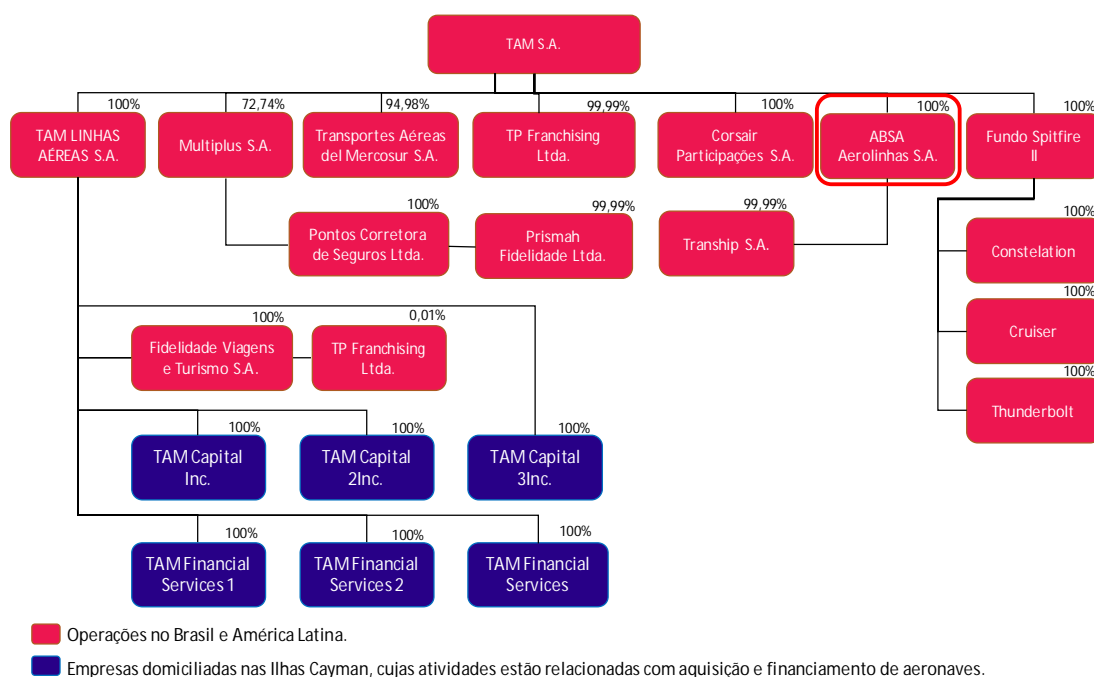 TAM S.A.
100%
72,74%
94,98%
99,99%
100%
100%
100%
TAM LINHAS
AÉREAS S.A.
Multiplus S.A.
Transportes Aéreas
del Mercosur S.A.
TP Franchising
Ltda.
Corsair
Participações S.A.
ABSA
Aerolinhas S.A.
Fundo Spitfire
II
100%
99,99%
99,99%
Pontos Corretora
de Seguros Ltda.
Prismah
Fidelidade Ltda.
Tranship S.A.
100%
Constelation
100%
Cruiser
100%
Thunderbolt
100%
0,01%
Fidelidade Viagens
e Turismo S.A.
TP Franchising
Ltda.
100%
100%
100%
TAM Capital
Inc.
TAM Capital
2Inc.
TAM Capital
3Inc.
100%
100%
100%
TAM Financial
Services 1
TAM Financial
Services 2
TAM Financial
Services
Operações no Brasil e América Latina.
Empresas domiciliadas nas Ilhas Cayman, cujas atividades estão relacionadas com aquisição e financiamento de aeronaves.